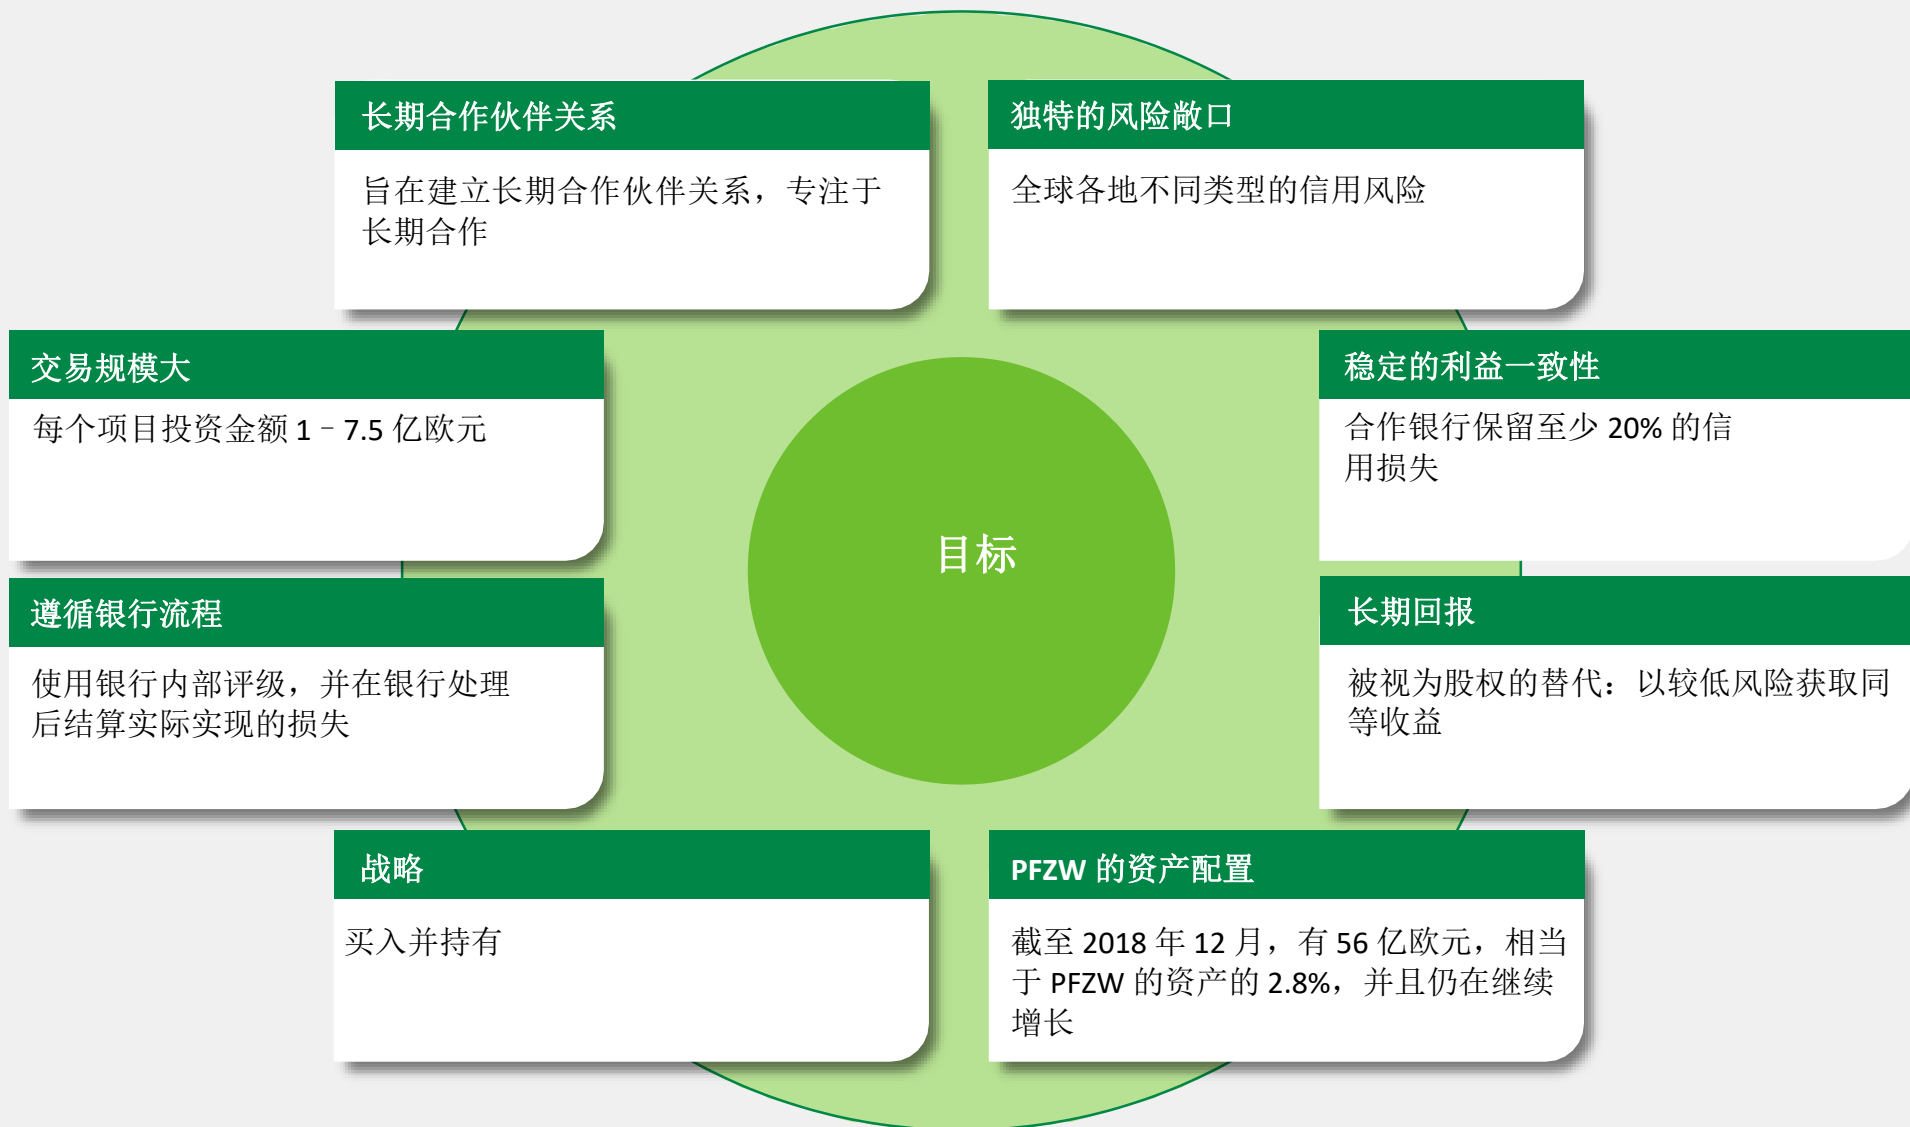 长期合作伙伴关系
旨在建立长期合作伙伴关系，专注于
长期合作
独特的风险敞口
全球各地不同类型的信用风险
交易规模大
每个项目投资金额 1 – 7.5 亿欧元
稳定的利益一致性
合作银行保留至少 20% 的信
用损失
目标
遵循银行流程
使用银行内部评级，并在银行处理
后结算实际实现的损失
长期回报
被视为股权的替代：以较低风险获取同
等收益
战略
买入并持有
PFZW 的资产配置
截至 2018 年 12 月，有 56 亿欧元，相当
于 PFZW 的资产的 2.8%，并且仍在继续
增长